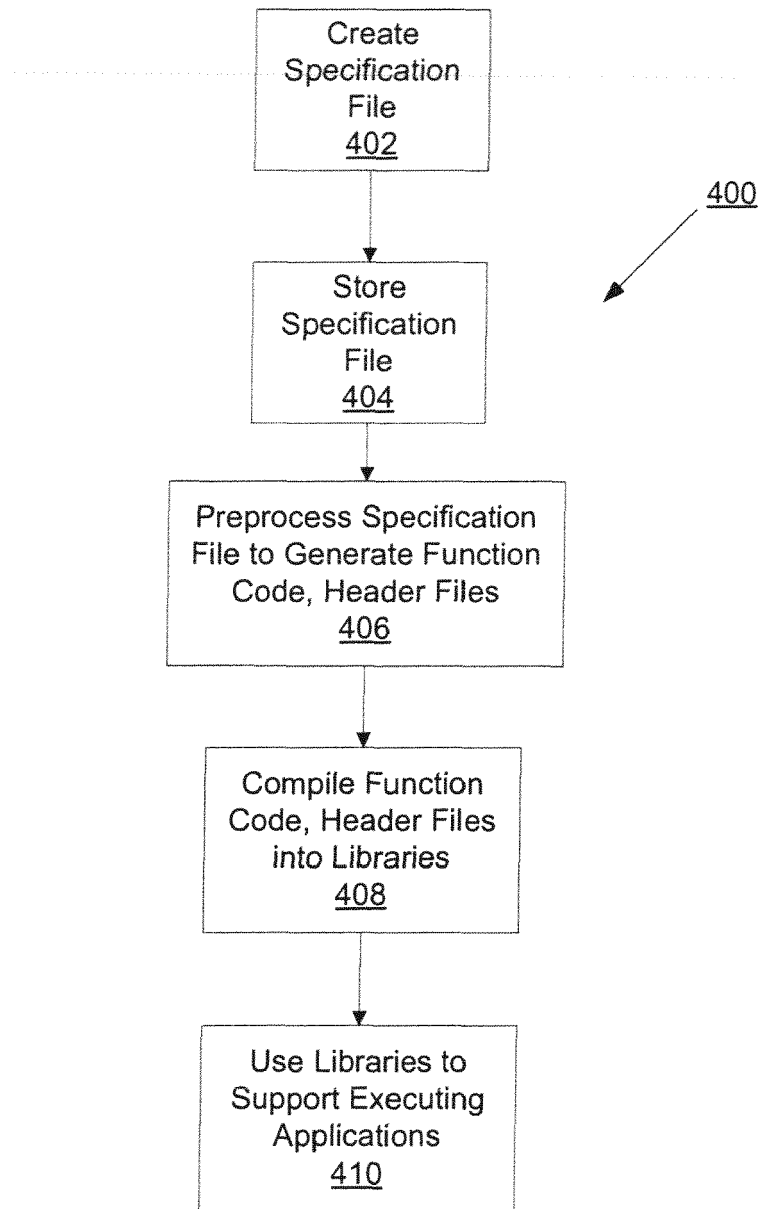 Create
Specification
File
402
400
Store
Specification
File
404
Preprocess Specification
File to Generate Function
Code, Header Files
406
Compile Function
Code, Header Files
into Libraries
408
Use Libraries to
Support Executing
Applications
410